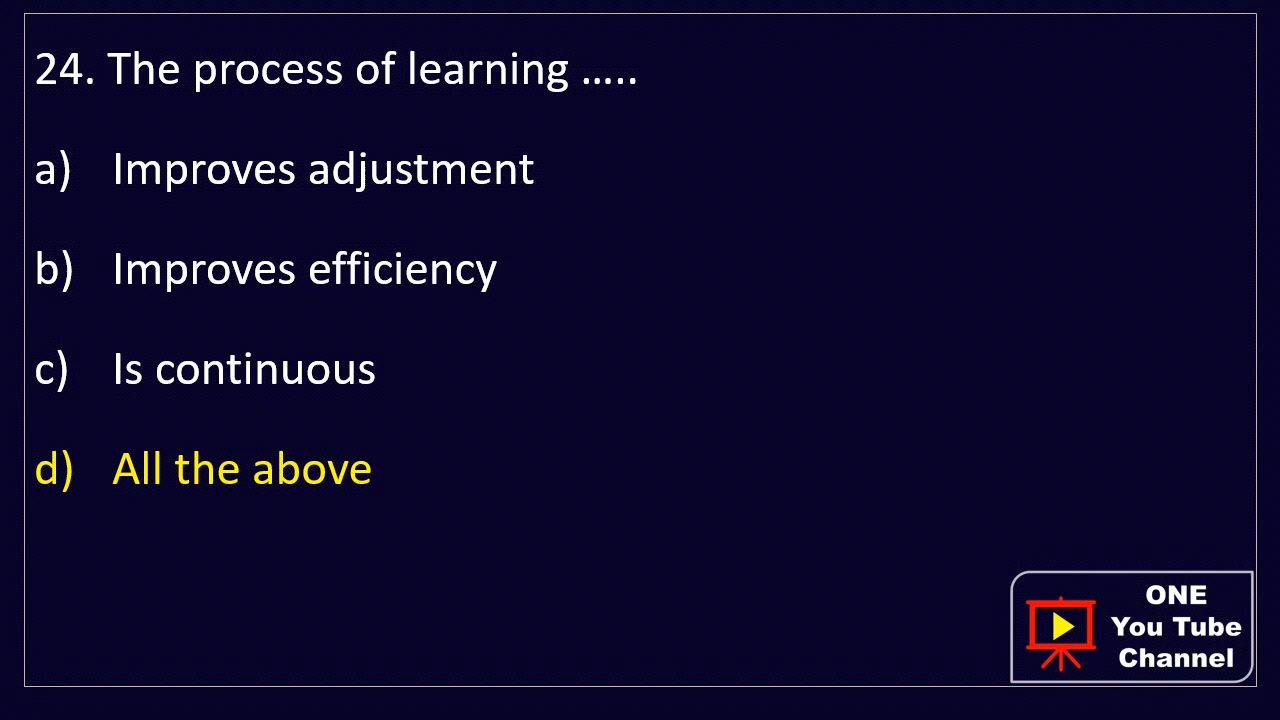 24. The process of learning …..
a) Improves adjustment
b) Improves efficiency
c) Is continuous
d) All the above
ONE
You Tube
Channel